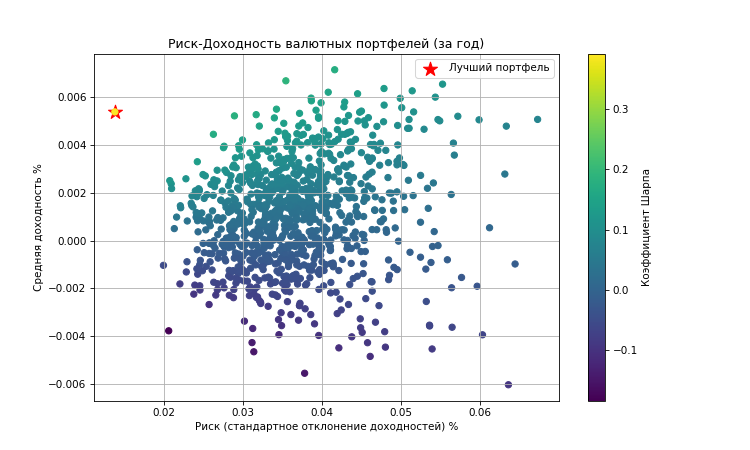 Риск-Доходность валютных портфелей (за год)
Лучший портфель
0.006
0.004
0.002
0.000
−0.002
−0.004
−0.006
Средняя доходность %
0.02 0.03 0.04 0.05 0.06
Риск (стандартное отклонение доходностей) %
0.3
0.2
0.1
0.0
−0.1
Коэффициент Шарпа